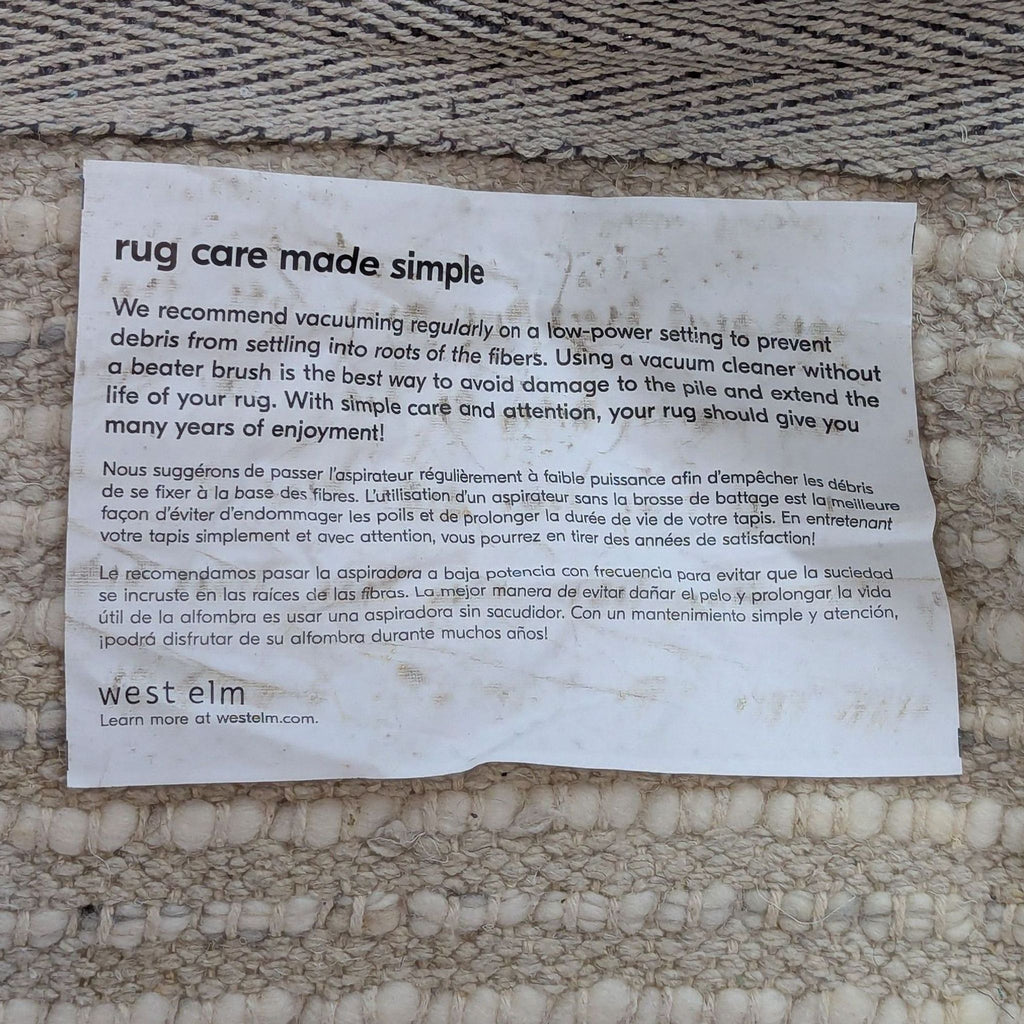 rug care made simple
We recommend vacuuming regularly on a low-power setting to prevent
debris from settling into roots of the fibers. Using a vacuum cleaner without
a beater brush is the best way to avoid damage to the pile and extend the
life of your rug. With simple care and attention, your rug should give you
many years of enjoyment!
Nous suggérons de passer l'aspirateur régulièrement à faible puissance afin d'empêcher les débris
de se fixer à la base des fibres. L'utilisation d'un aspirateur sans la brosse de battage est la meilleure
façon d'éviter d'endommager les poils et de prolonger la durée de vie de votre tapis. En entretenant
votre tapis simplement et avec attention, vous pourrez en tirer des années de satisfaction!
Le recomendamos pasar la aspiradora a baja potencia con frecuencia para evitar que la suciedad
se incruste en las raíces de las fibras. La mejor manera de evitar dañar el pelo y prolongar la vida
útil de la alfombra es usar una aspiradora sin sacudidor. Con un mantenimiento simple y atención,
¡podrá disfrutar de su alfombra durante muchos años!
west elm
Learn more at westelm.com.